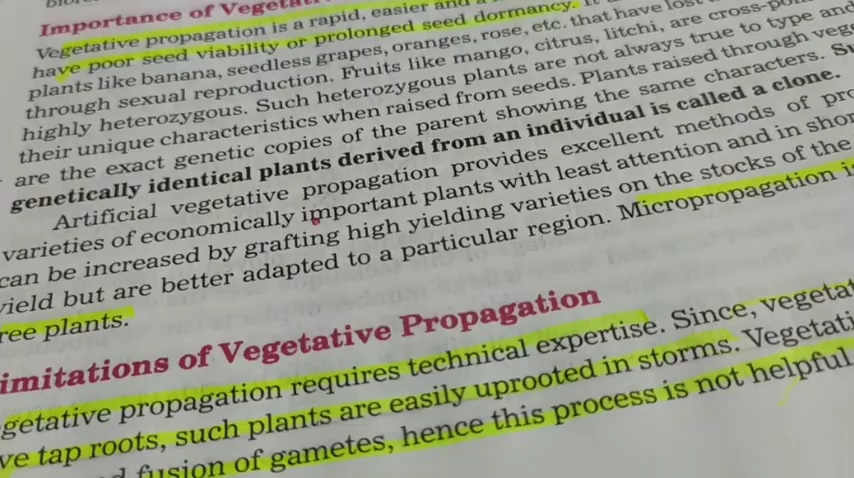 Importance of Vegetat
Vegetative propagation is a rapid, easier and a
have poor seed viability or prolonged seed dormancy. It
plants like banana, seedless grapes, oranges, rose, etc. that have lost
through sexual reproduction. Fruits like mango, citrus, litchi, are cross-po
highly heterozygous. Such heterozygous plants are not always true to type and
their unique characteristics when raised from seeds. Plants raised through veg
are the exact genetic copies of the parent showing the same characters. Su
genetically identical plants derived from an individual is called a clone.
Artificial vegetative propagation provides excellent methods of pro
varieties of economically important plants with least attention and in shor
can be increased by grafting high yielding varieties on the stocks of the
yield but are better adapted to a particular region. Micropropagation is
ree plants.
imitations of Vegetative Propagation
getative propagation requires technical expertise. Since, vegetat
ve tap roots, such plants are easily uprooted in storms. Vegetati
fusion of gametes, hence this process is not helpful